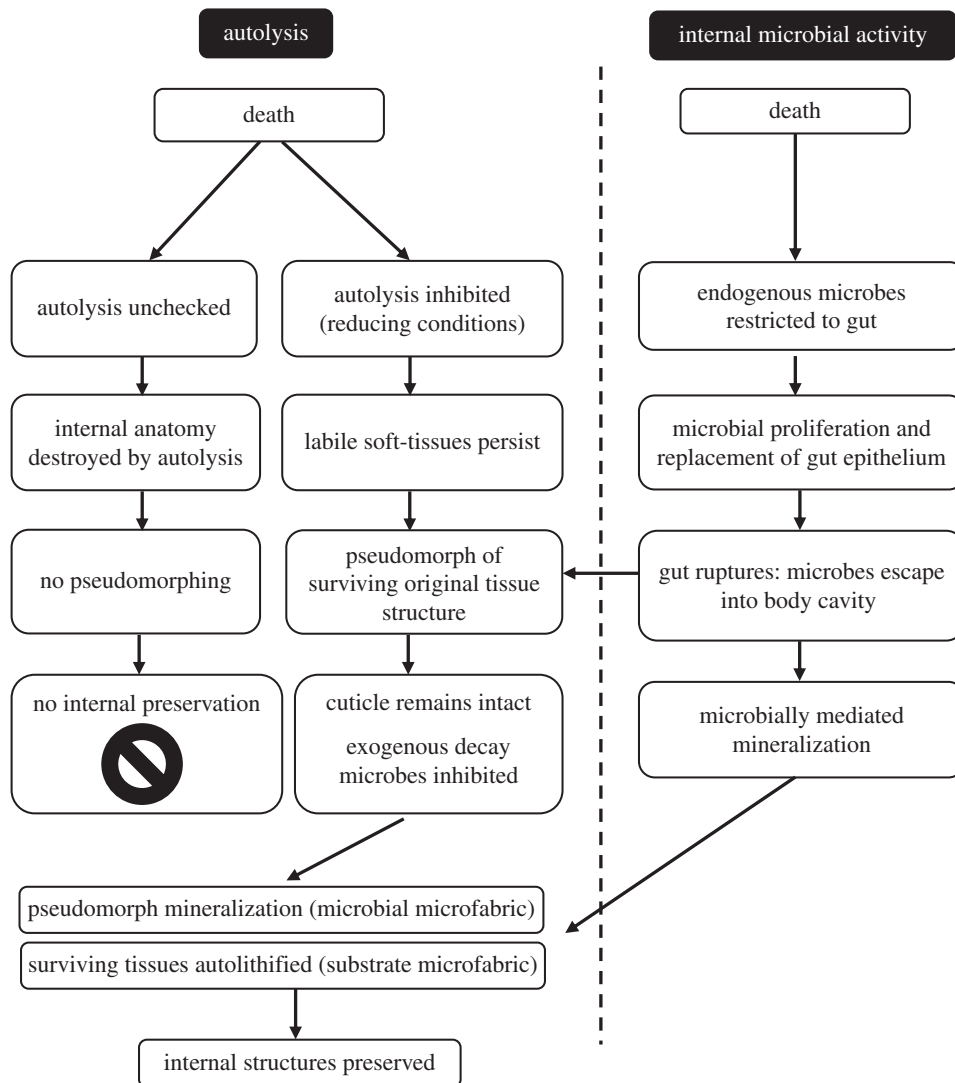 autolysis
death
autolysis unchecked
autolysis inhibited
(reducing conditions)
internal anatomy
destroyed by autolysis
labile soft-tissues persist
no pseudomorphing
pseudomorph of
surviving original tissue
structure
no internal preservation
cuticle remains intact
exogenous decay
microbes inhibited
pseudomorph mineralization (microbial microfabric)
surviving tissues autolithified (substrate microfabric)
internal structures preserved
internal microbial activity
death
endogenous microbes
restricted to gut
microbial proliferation and
replacement of gut epithelium
gut ruptures: microbes escape
into body cavity
microbially mediated
mineralization